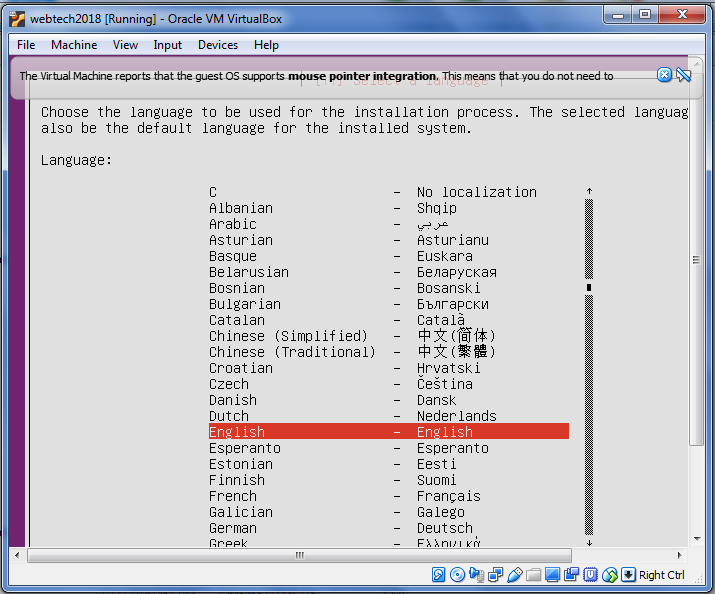 webtech2018 [Running] - Oracle VM VirtualBox
File Machine View Input Devices Help
The Virtual Machine reports that the guest OS supports mouse pointer integration. This means that you do not need to
Select a language
Choose the language to be used for the installation process. The selected languag
also be the default language for the installed system.
Language:
C - No localization
Albanian - Shqip
Arabic - عربي
Asturian - Asturianu
Basque - Euskara
Belarusian - Беларуская
Bosnian - Bosanski
Bulgarian - Български
Catalan - Català
Chinese (Simplified) - 中文(简体)
Chinese (Traditional) - 中文(繁體)
Croatian - Hrvatski
Czech - Čeština
Danish - Dansk
Dutch - Nederlands
English - English
Esperanto - Esperanto
Estonian - Eesti
Finnish - Suomi
French - Français
Galician - Galego
German - Deutsch
Greek - Ελληνικά
Right Ctrl